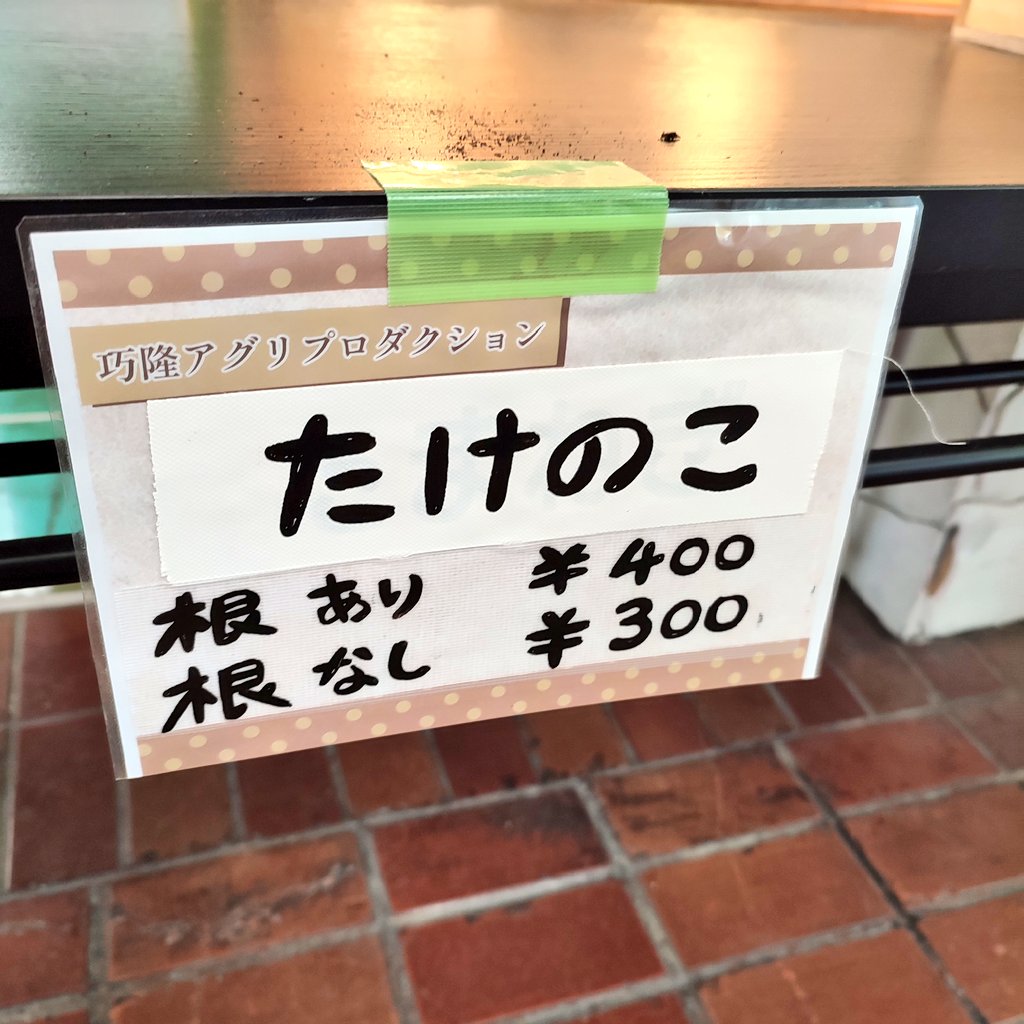 巧隆アグリプロダクション
たけのこ
根 あり ¥400
根 なし ¥300